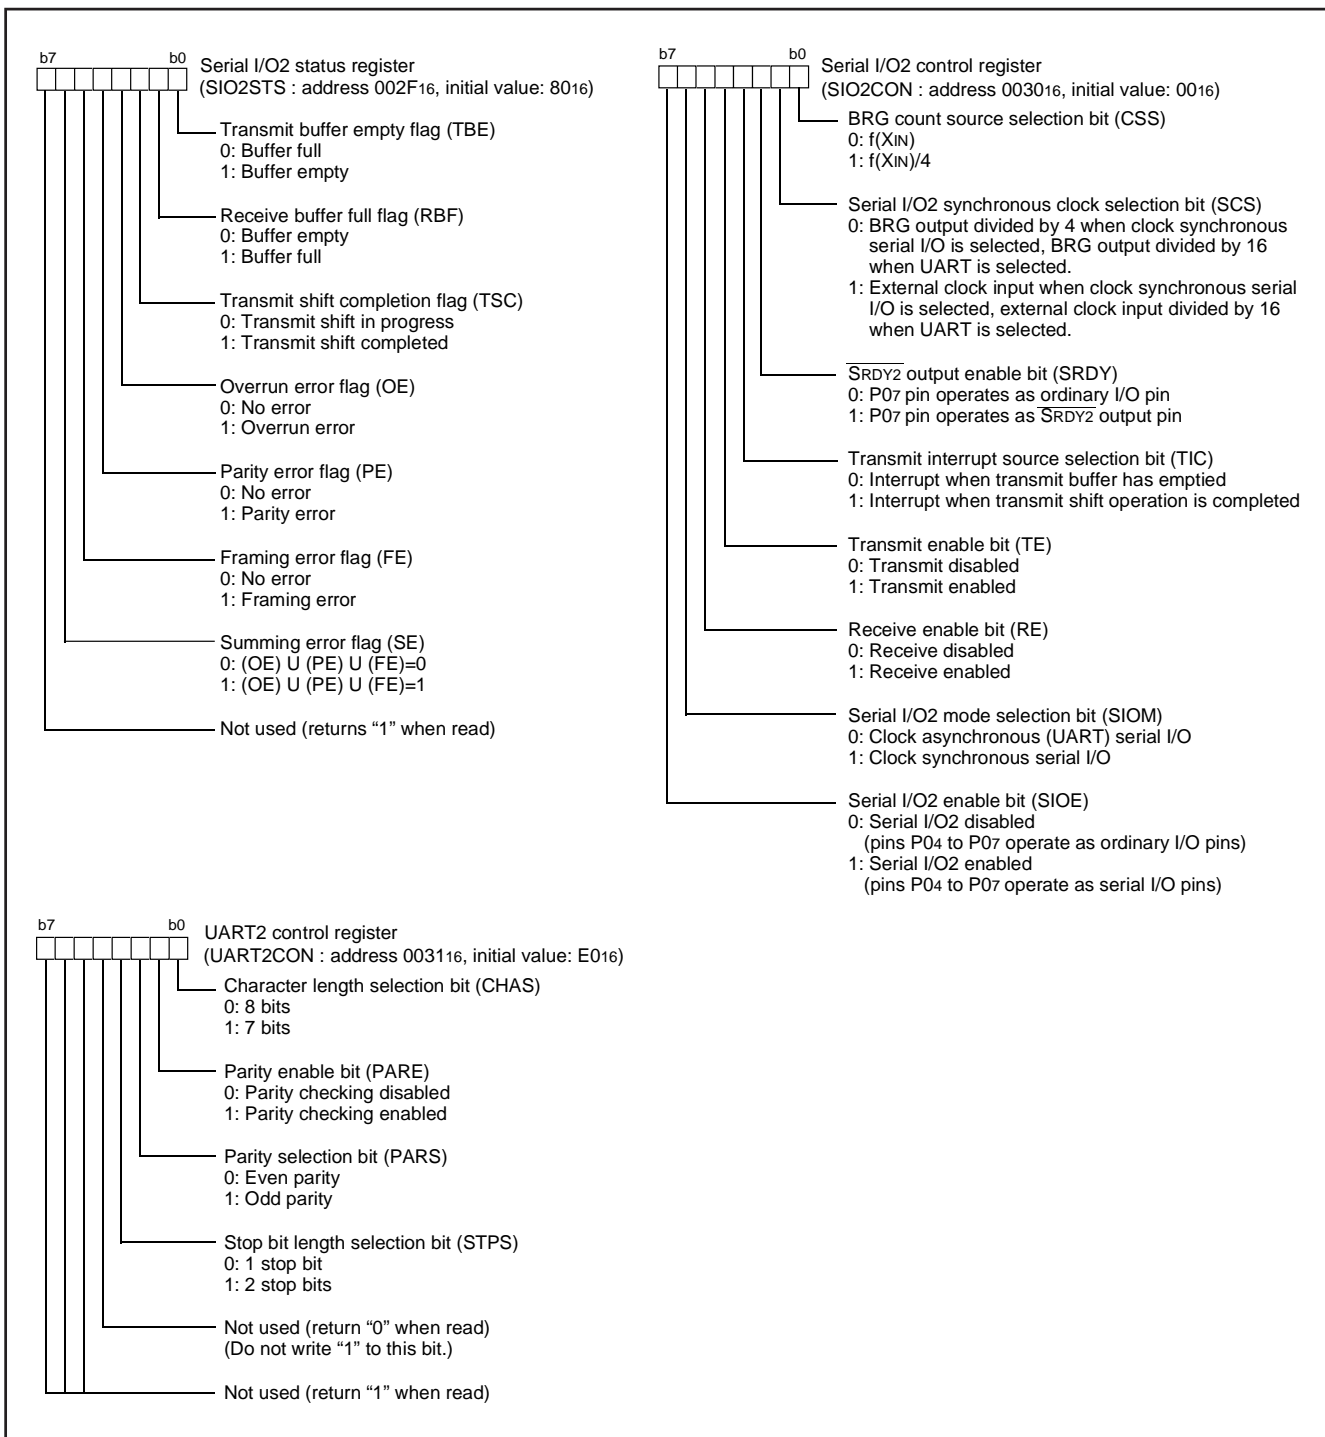 b7 b0
Serial I/O2 status register
(SIO2STS : address 002F16, initial value: 8016)
Transmit buffer empty flag (TBE)
0: Buffer full
1: Buffer empty
Receive buffer full flag (RBF)
0: Buffer empty
1: Buffer full
Transmit shift completion flag (TSC)
0: Transmit shift in progress
1: Transmit shift completed
Overrun error flag (OE)
0: No error
1: Overrun error
Parity error flag (PE)
0: No error
1: Parity error
Framing error flag (FE)
0: No error
1: Framing error
Summing error flag (SE)
0: (OE) U (PE) U (FE)=0
1: (OE) U (PE) U (FE)=1
Not used (returns “1” when read)
b7 b0
Serial I/O2 control register
(SIO2CON : address 003016, initial value: 0016)
BRG count source selection bit (CSS)
0: f(XIN)
1: f(XIN)/4
Serial I/O2 synchronous clock selection bit (SCS)
0: BRG output divided by 4 when clock synchronous
serial I/O is selected, BRG output divided by 16
when UART is selected.
1: External clock input when clock synchronous serial
I/O is selected, external clock input divided by 16
when UART is selected.
SRDY2 output enable bit (SRDY)
0: P07 pin operates as ordinary I/O pin
1: P07 pin operates as SRDY2 output pin
Transmit interrupt source selection bit (TIC)
0: Interrupt when transmit buffer has emptied
1: Interrupt when transmit shift operation is completed
Transmit enable bit (TE)
0: Transmit disabled
1: Transmit enabled
Receive enable bit (RE)
0: Receive disabled
1: Receive enabled
Serial I/O2 mode selection bit (SIOM)
0: Clock asynchronous (UART) serial I/O
1: Clock synchronous serial I/O
Serial I/O2 enable bit (SIOE)
0: Serial I/O2 disabled
(pins P04 to P07 operate as ordinary I/O pins)
1: Serial I/O2 enabled
(pins P04 to P07 operate as serial I/O pins)
b7 b0
UART2 control register
(UART2CON : address 003116, initial value: E016)
Character length selection bit (CHAS)
0: 8 bits
1: 7 bits
Parity enable bit (PARE)
0: Parity checking disabled
1: Parity checking enabled
Parity selection bit (PARS)
0: Even parity
1: Odd parity
Stop bit length selection bit (STPS)
0: 1 stop bit
1: 2 stop bits
Not used (return “0” when read)
(Do not write “1” to this bit.)
Not used (return “1” when read)